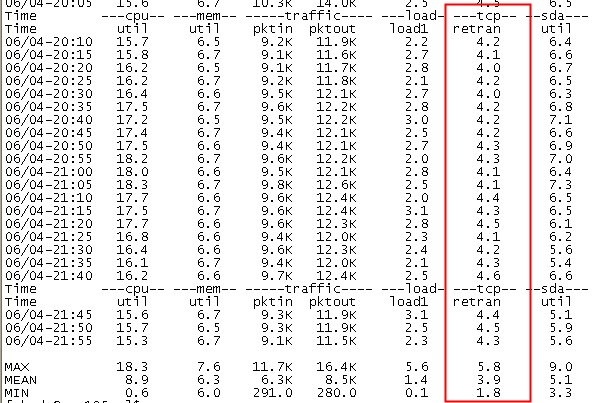 06/04-20:05 15.6 6.7 10.3K 14.0K 2.5 4.5 6.5
Time ---cpu-- ---mem-- -----traffic---- ---load- ---tcp-- ---sda--
Time util util pktin pktout load1 retran util
06/04-20:10 15.7 6.5 9.2K 11.9K 2.2 4.2 6.4
06/04-20:15 15.8 6.7 9.1K 11.6K 2.7 4.1 6.6
06/04-20:20 16.2 6.5 9.1K 11.7K 2.8 4.0 6.7
06/04-20:25 16.2 6.7 9.2K 11.8K 2.1 4.2 6.5
06/04-20:30 16.4 6.6 9.5K 12.1K 2.7 4.0 6.3
06/04-20:35 17.5 6.7 9.6K 12.2K 2.8 4.2 6.8
06/04-20:40 17.2 6.5 9.5K 12.2K 3.0 4.2 7.1
06/04-20:45 17.4 6.7 9.4K 12.1K 2.5 4.2 6.6
06/04-20:50 17.5 6.6 9.4K 12.1K 2.7 4.3 6.9
06/04-20:55 18.2 6.7 9.6K 12.2K 2.0 4.3 7.0
06/04-21:00 18.0 6.6 9.5K 12.1K 2.8 4.1 6.4
06/04-21:05 18.3 6.7 9.8K 12.6K 2.5 4.1 7.3
06/04-21:10 17.7 6.6 9.6K 12.4K 2.0 4.4 6.5
06/04-21:15 17.5 6.7 9.6K 12.4K 3.1 4.3 6.5
06/04-21:20 17.7 6.6 9.6K 12.3K 2.8 4.5 6.1
06/04-21:25 16.8 6.6 9.4K 12.0K 2.3 4.1 6.2
06/04-21:30 16.4 6.6 9.4K 12.1K 2.4 4.2 5.6
06/04-21:35 16.1 6.7 9.4K 12.0K 2.1 4.3 5.4
06/04-21:40 16.2 6.6 9.7K 12.4K 2.5 4.6 6.6
Time ---cpu-- ---mem-- -----traffic---- ---load- ---tcp-- ---sda--
Time util util pktin pktout load1 retran util
06/04-21:45 15.6 6.7 9.3K 11.9K 3.1 4.4 5.1
06/04-21:50 15.7 6.5 9.3K 11.9K 2.5 4.5 5.9
06/04-21:55 15.3 6.7 9.1K 11.5K 2.3 4.3 5.6
MAX 18.3 7.6 11.7K 16.4K 5.6 5.8 9.0
MEAN 8.9 6.3 6.3K 8.5K 1.4 3.9 5.1
MIN 0.6 6.0 291.0 280.0 0.1 1.8 3.3